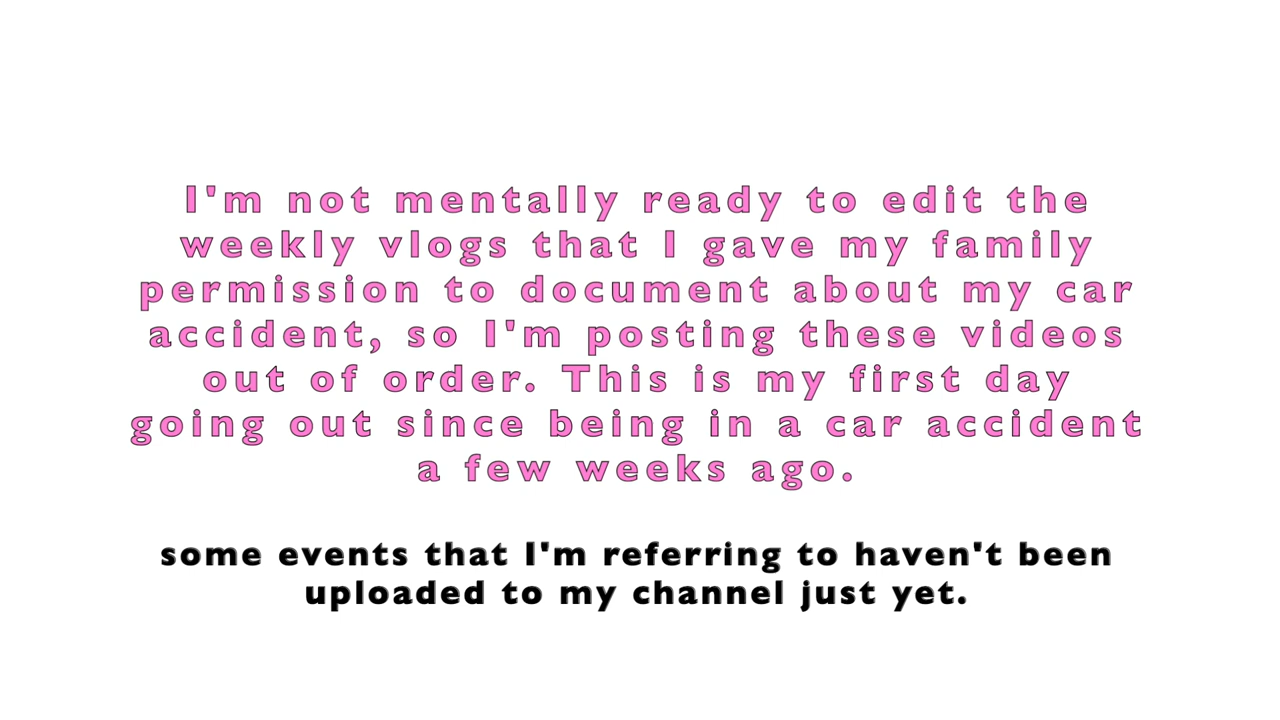 I'm not mentally ready to edit the
weekly vlogs that I gave my family
permission to document about my car
accident, so I'm posting these videos
out of order. This is my first day
going out since being in a car accident
a few weeks ago.
some events that I'm referring to haven't been
uploaded to my channel just yet.